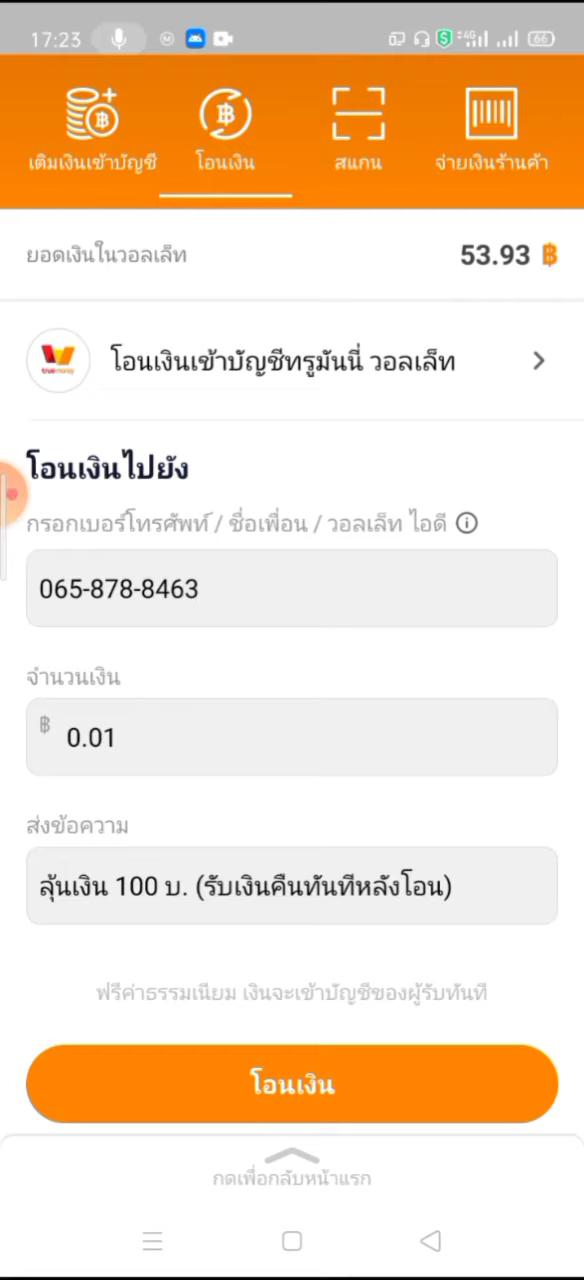 17:23
66
เติมเงินเข้าบัญชี
โอนเงิน
สแกน
จ่ายเงินร้านค้า
ยอดเงินในวอลเล็ท
53.93 ฿
true money
โอนเงินเข้าบัญชีทรูมันนี่ วอลเล็ท
โอนเงินไปยัง
กรอกเบอร์โทรศัพท์ / ชื่อเพื่อน / วอลเล็ท ไอดี
065-878-8463
จำนวนเงิน
฿ 0.01
ส่งข้อความ
ลุ้นเงิน 100 บ. (รับเงินคืนทันทีหลังโอน)
ฟรีค่าธรรมเนียม เงินจะเข้าบัญชีของผู้รับทันที
โอนเงิน
กดเพื่อกลับหน้าแรก